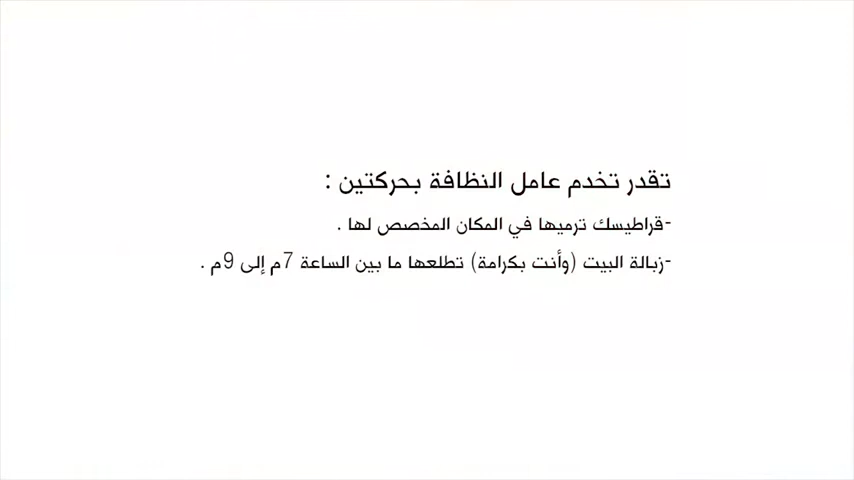 تقدر تخدم عامل النظافة بحركتين :
-قراطيسك ترميها في المكان المخصص لها .
-زبالة البيت (وأنت بكرامة) تطلعها ما بين الساعة 7م إلى 9م .